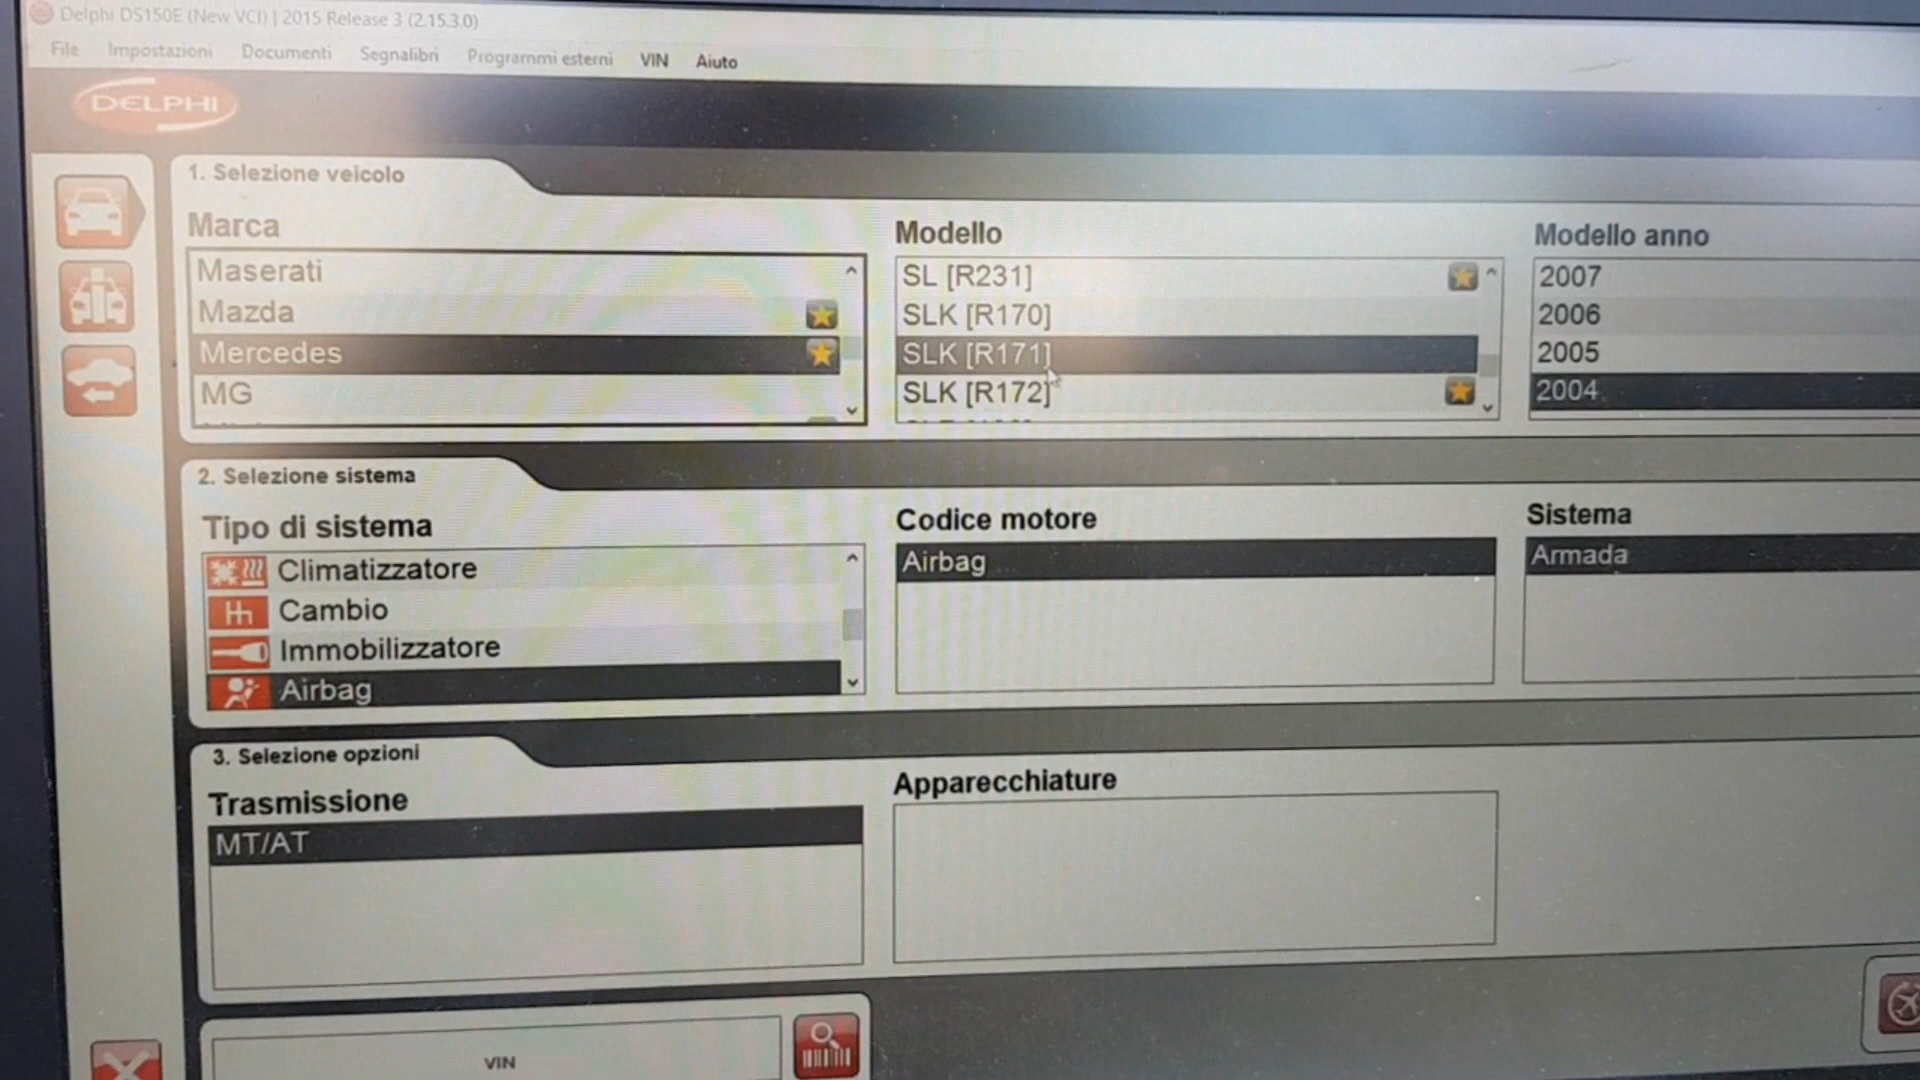 Delphi DS150E (New VCI) | 2015 Release 3 (2.15.3.0)
File Impostazioni Documenti Segnalibri Programmi esterni VIN Aiuto
DELPHI
1. Selezione veicolo
Marca
Maserati
Mazda
Mercedes
MG
Modello
SL [R231]
SLK [R170]
SLK [R171]
SLK [R172]
Modello anno
2007
2006
2005
2004
2. Selezione sistema
Tipo di sistema
Climatizzatore
Cambio
Immobilizzatore
Airbag
Codice motore
Airbag
Sistema
Armada
3. Selezione opzioni
Trasmissione
MT/AT
Apparecchiature
VIN